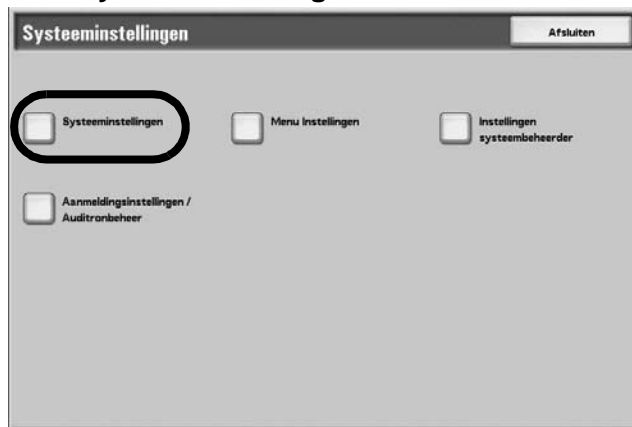 Systeeminstellingen
Afsluiten
Systeeminstellingen
Menu Instellingen
Instellingen
systeembeheerder
Aanmeldingsinstellingen /
Auditronbeheer